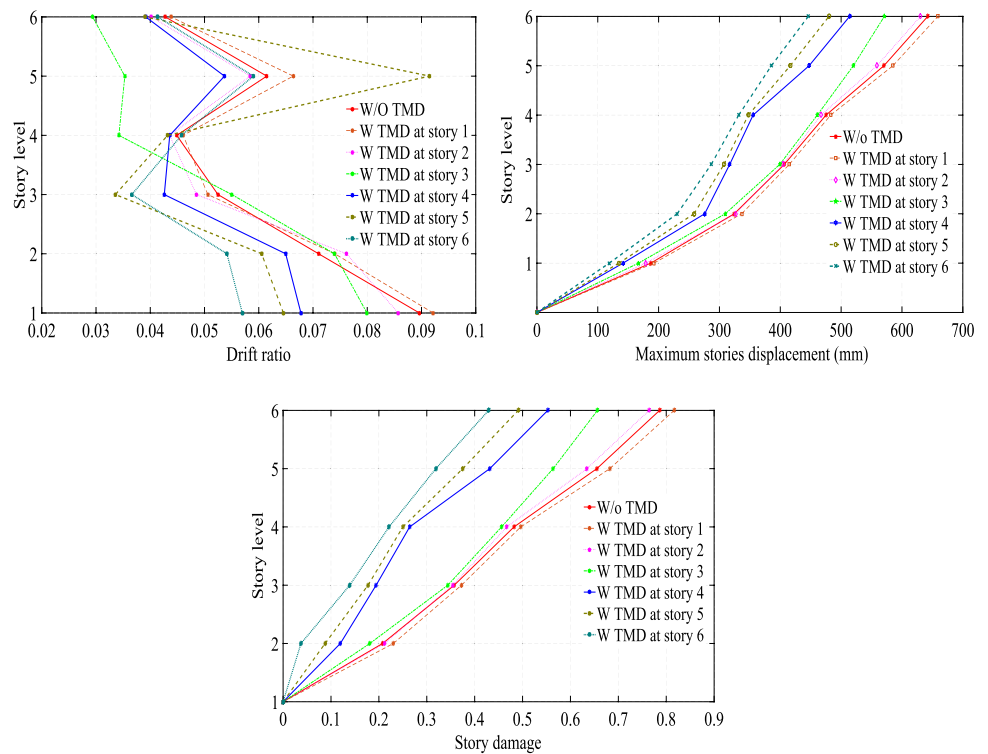 6
5
4
3
2
1
Story level
0.02 0.03 0.04 0.05 0.06 0.07 0.08 0.09 0.1
Drift ratio
W/O TMD
W TMD at story 1
W TMD at story 2
W TMD at story 3
W TMD at story 4
W TMD at story 5
W TMD at story 6
6
5
4
3
2
1
Story level
0 100 200 300 400 500 600 700
Maximum stories displacement (mm)
W/o TMD
W TMD at story 1
W TMD at story 2
W TMD at story 3
W TMD at story 4
W TMD at story 5
W TMD at story 6
6
5
4
3
2
1
Story level
0 0.1 0.2 0.3 0.4 0.5 0.6 0.7 0.8 0.9
Story damage
W/o TMD
W TMD at story 1
W TMD at story 2
W TMD at story 3
W TMD at story 4
W TMD at story 5
W TMD at story 6